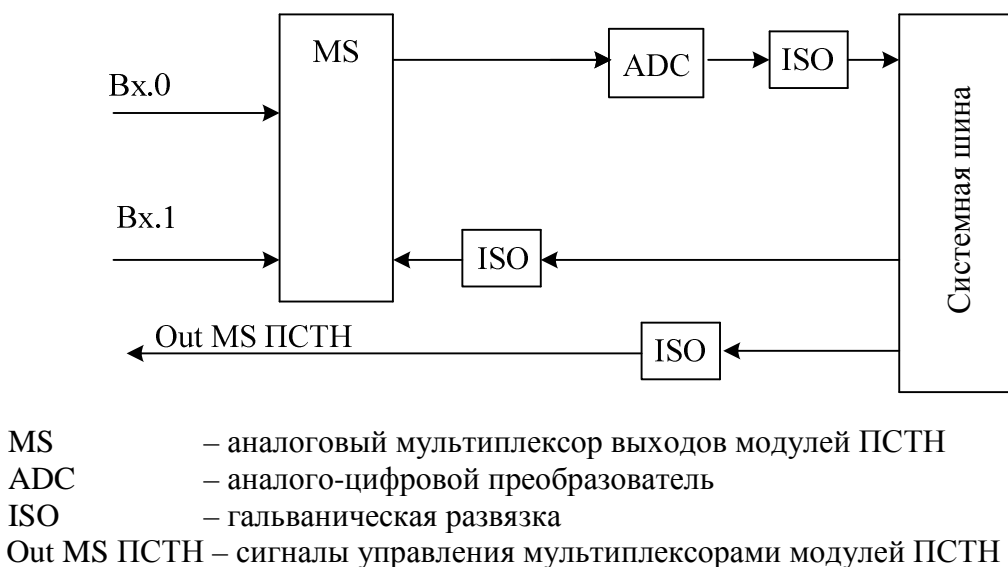 MS
ADC
ISO
Системная шина
Вх.0
Вх.1
ISO
Out MS ПСТН
ISO
MS – аналоговый мультиплексор выходов модулей ПСТН
ADC – аналого-цифровой преобразователь
ISO – гальваническая развязка
Out MS ПСТН – сигналы управления мультиплексорами модулей ПСТН